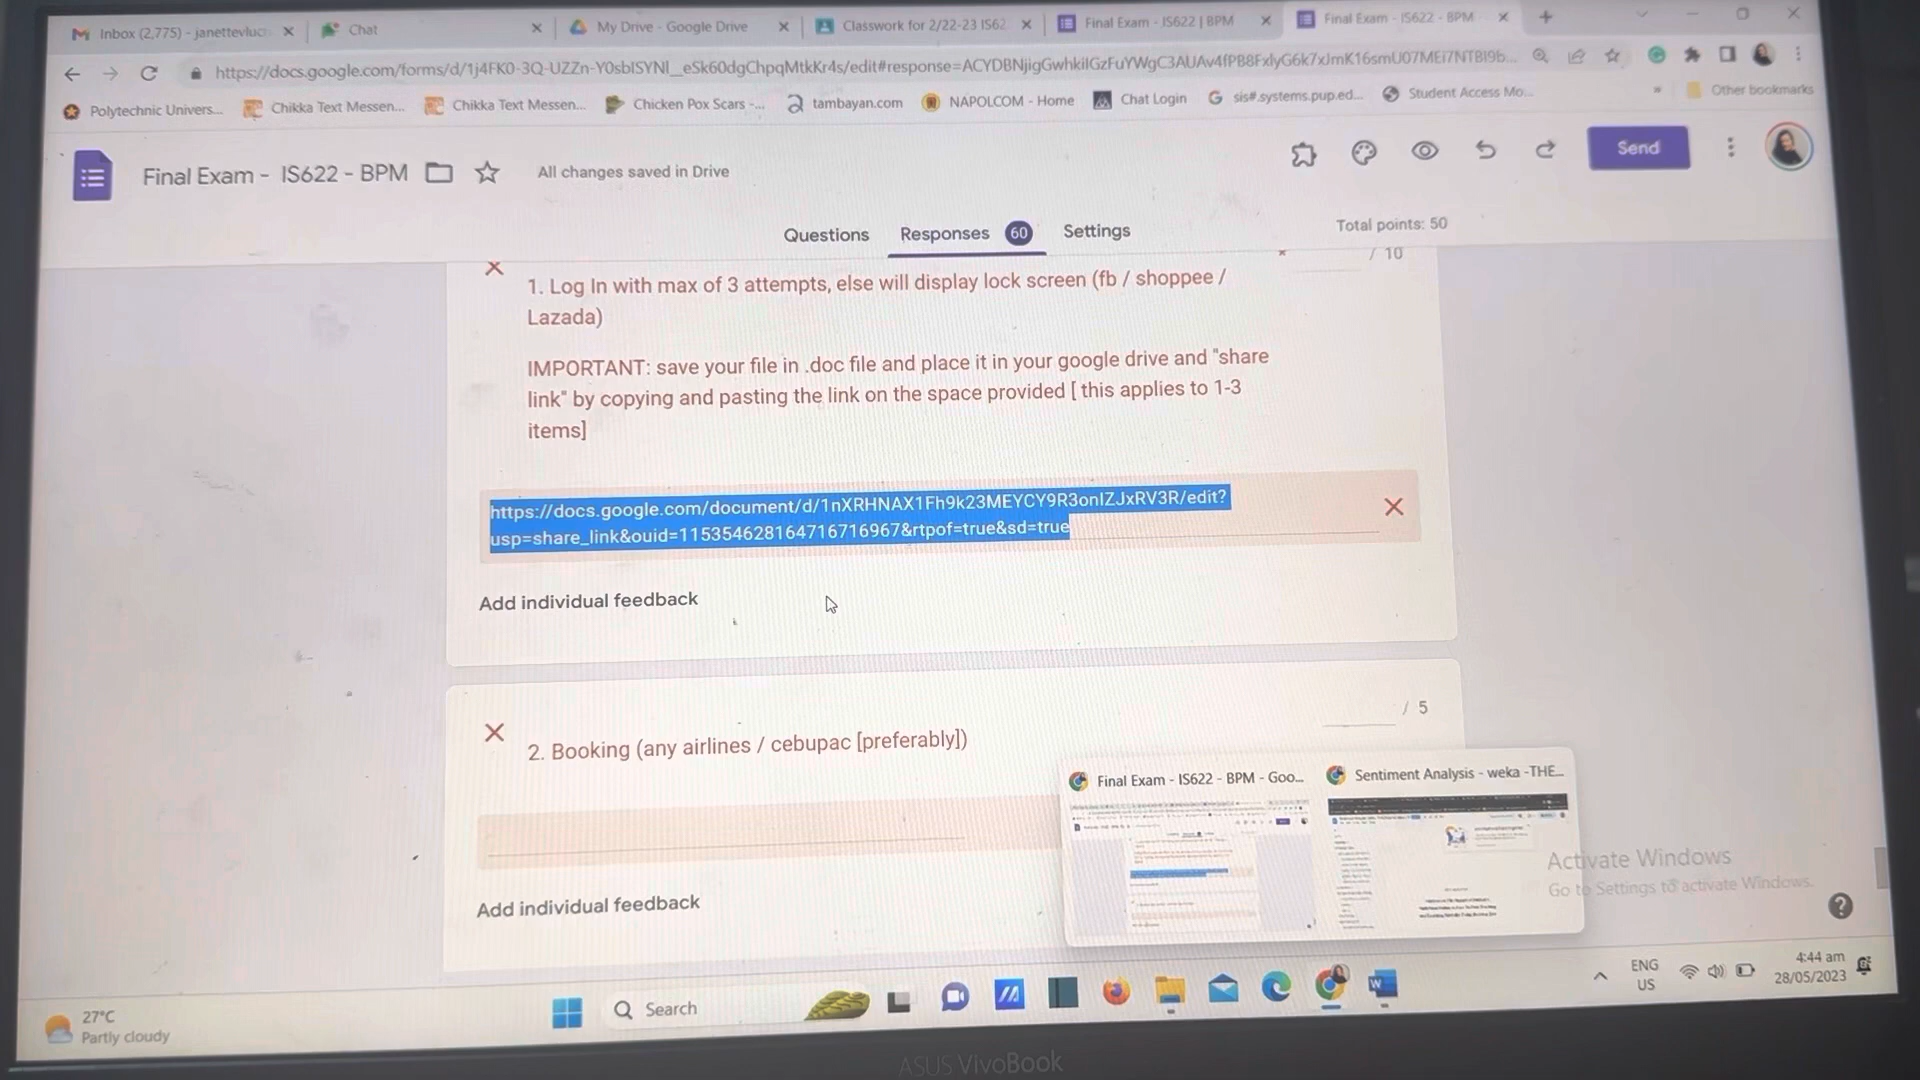 Inbox (2,775) - janettevluc
Chat
My Drive - Google Drive
Classwork for 2/22-23 IS62
Final Exam - IS622 | BPM
Final Exam - IS622 - BPM
Polytechnic Univers...
Chikka Text Messen...
Chikka Text Messen...
Chicken Pox Scars -...
tambayan.com
NAPOLCOM - Home
Chat Login
sis#.systems.pup.ed...
Student Access Mo...
Other bookmarks
Final Exam - IS622 - BPM
All changes saved in Drive
Send
Questions
Responses 60
Settings
Total points: 50
/ 10
1. Log In with max of 3 attempts, else will display lock screen (fb / shoppee /
Lazada)
IMPORTANT: save your file in .doc file and place it in your google drive and "share
link" by copying and pasting the link on the space provided [ this applies to 1-3
items]
https://docs.google.com/document/d/1nXRHNAX1Fh9k23MEYCY9R3onIZJxRV3R/edit?
usp=share_link&ouid=115354628164716716967&rtpof=true&sd=true
Add individual feedback
/ 5
2. Booking (any airlines / cebupac [preferably])
Add individual feedback
Final Exam - IS622 - BPM - Goo...
Sentiment Analysis - weka -THE...
Activate Windows
Go to Settings to activate Windows.
27°C
Partly cloudy
Search
ENG
US
4:44 am
28/05/2023
ASUS VivoBook